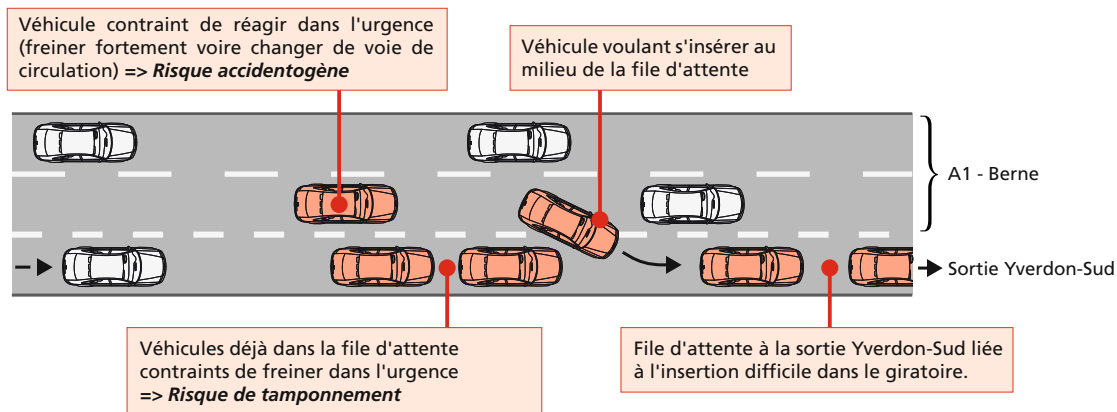 Véhicule contraint de réagir dans l'urgence
(freiner fortement voire changer de voie de
circulation) => Risque accidentogène
Véhicule voulant s'insérer au
milieu de la file d'attente
A1 - Berne
Sortie Yverdon-Sud
Véhicules déjà dans la file d'attente
contraints de freiner dans l'urgence
=> Risque de tamponnement
File d'attente à la sortie Yverdon-Sud liée
à l'insertion difficile dans le giratoire.